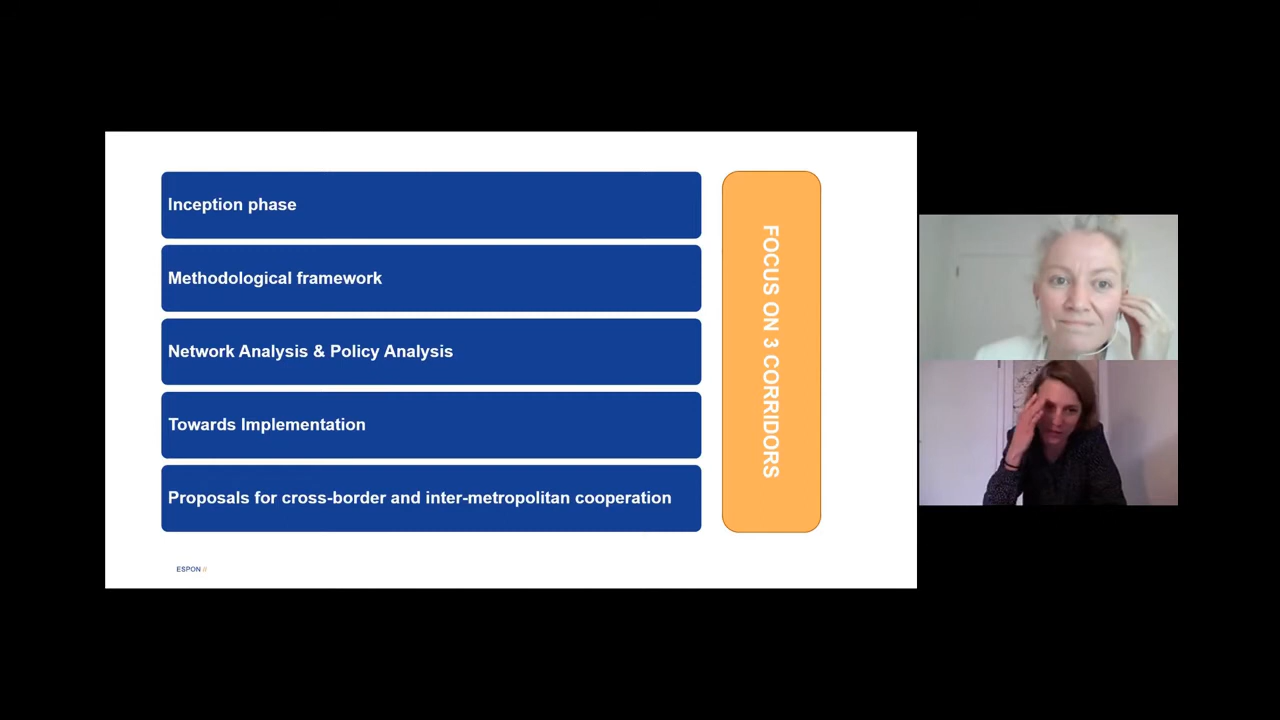 Inception phase
Methodological framework
Network Analysis & Policy Analysis
Towards Implementation
Proposals for cross-border and inter-metropolitan cooperation
FOCUS ON 3 CORRIDORS
ESPON //